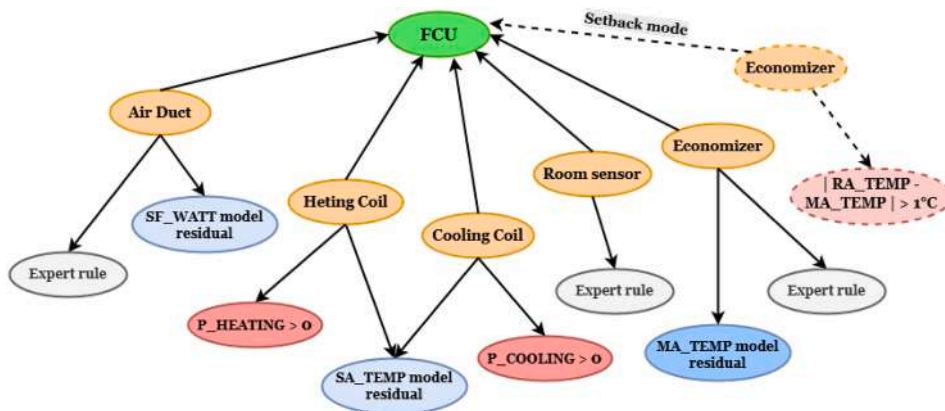 FCU
Setback mode
Economizer
Air Duct
Economizer
Room sensor
| RA_TEMP -
MA_TEMP | > 1°C
Heting Coil
SF_WATT model
residual
Cooling Coil
Expert rule
Expert rule
Expert rule
P_HEATING > 0
MA_TEMP model
residual
P_COOLING > 0
SA_TEMP model
residual